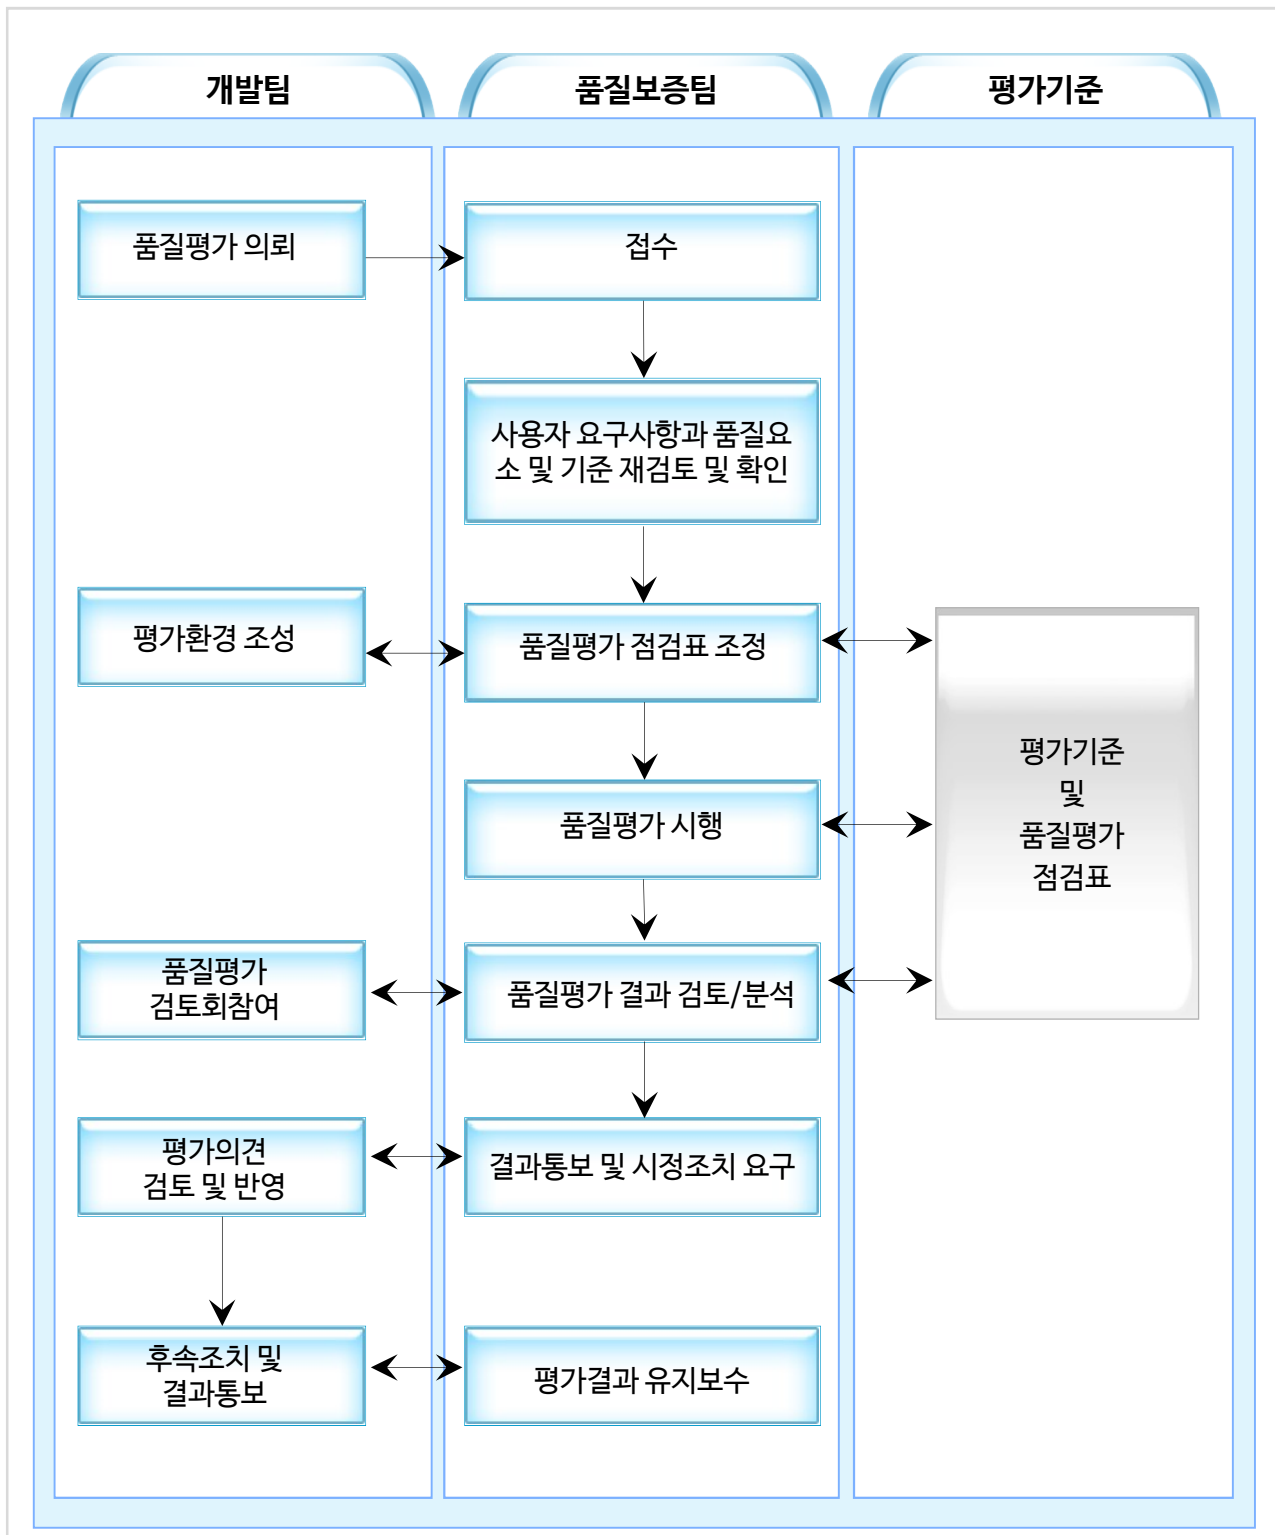 개발팀
품질보증팀
평가기준
품질평가 의뢰
접수
사용자 요구사항과 품질요
소 및 기준 재검토 및 확인
평가환경 조성
품질평가 점검표 조정
품질평가 시행
평가기준
및
품질평가
점검표
품질평가
검토회참여
품질평가 결과 검토/분석
평가의견
검토 및 반영
결과통보 및 시정조치 요구
후속조치 및
결과통보
평가결과 유지보수